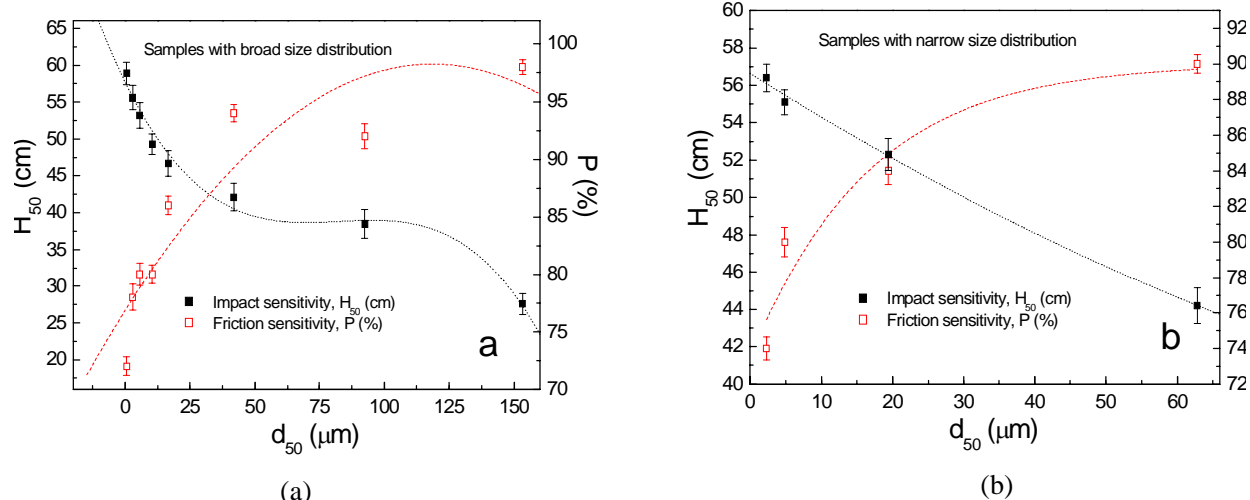 Samples with broad size distribution
65
60
55
50
45
40
35
30
25
20
H50 (cm)
100
95
90
85
80
75
70
P (%)
Impact sensitivity, H50 (cm)
Friction sensitivity, P (%)
a
0 25 50 75 100 125 150
d50 (μm)
(a)
Samples with narrow size distribution
60
58
56
54
52
50
48
46
44
42
40
H50 (cm)
92
90
88
86
84
82
80
78
76
74
72
Impact sensitivity, H50 (cm)
Friction sensitivity, P (%)
b
0 10 20 30 40 50 60
d50 (μm)
(b)